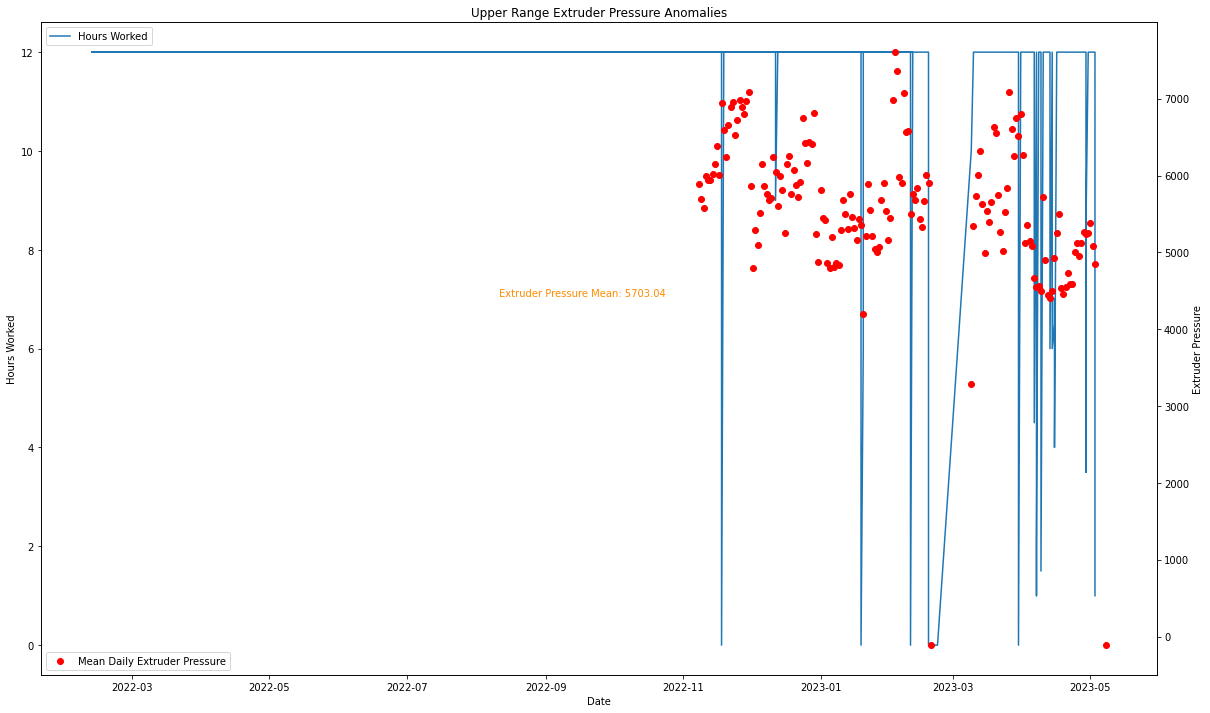 Upper Range Extruder Pressure Anomalies
Hours Worked
12
10
8
6
4
2
0
Hours Worked
Extruder Pressure Mean: 5703.04
7000
6000
5000
4000
3000
2000
1000
0
Extruder Pressure
Mean Daily Extruder Pressure
2022-03 2022-05 2022-07 2022-09 2022-11 2023-01 2023-03 2023-05
Date